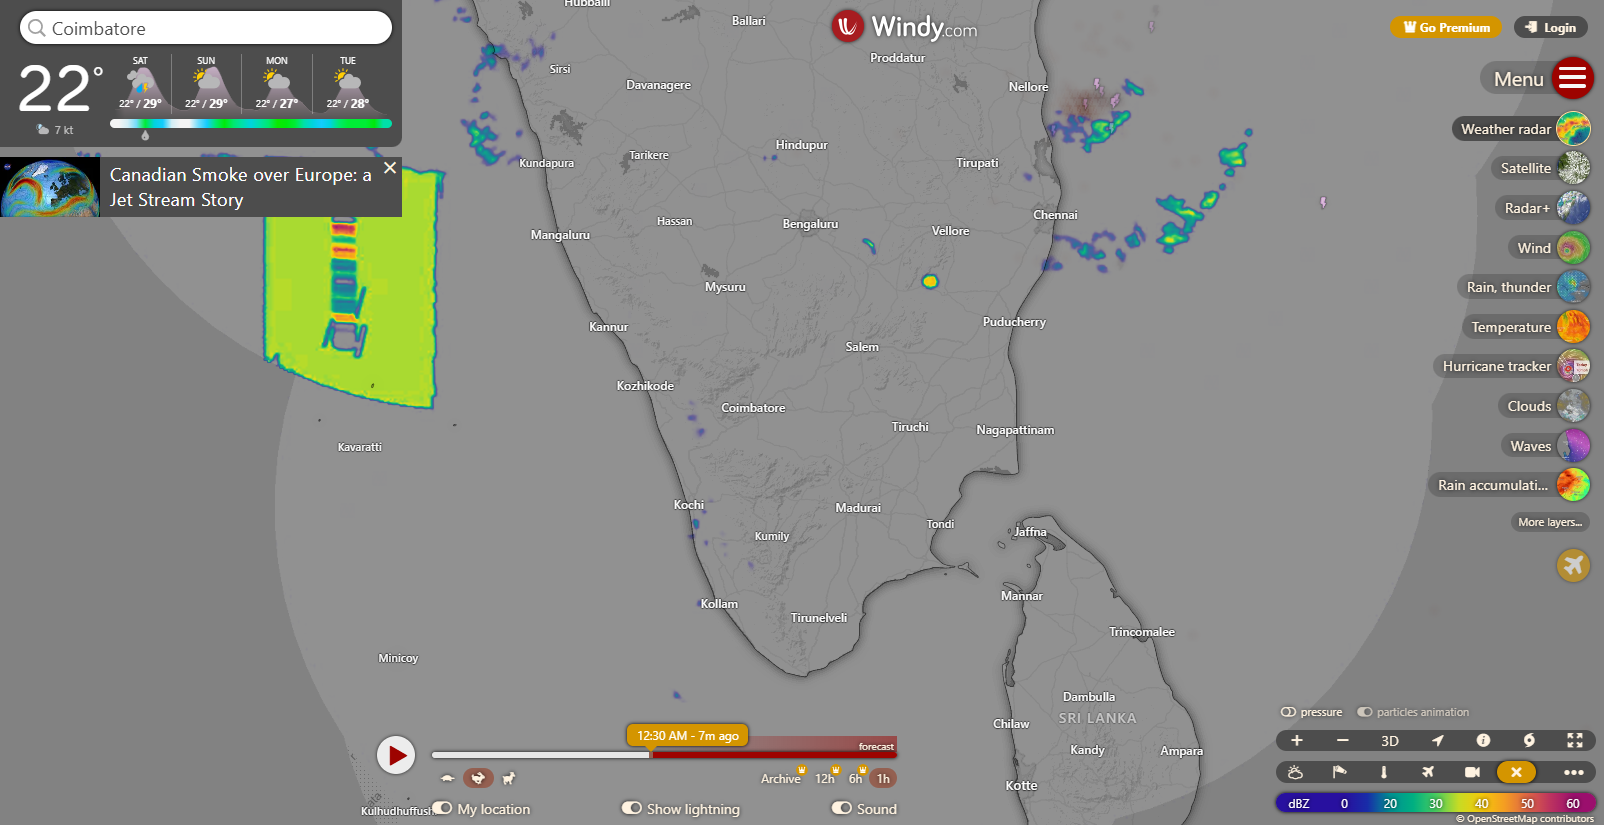 Coimbatore
22°
7 kt
SAT SUN MON TUE
22° / 29° 22° / 29° 22° / 27° 22° / 28°
Canadian Smoke over Europe: a
Jet Stream Story
Windy.com
Go Premium
Login
Menu
Weather radar
Satellite
Radar+
Wind
Rain, thunder
Temperature
Hurricane tracker
Clouds
Waves
Rain accumulati...
More layers...
Hubballi
Ballari
Proddatur
Sirsi
Davanagere
Nellore
Kundapura
Tarikere
Hindupur
Tirupati
Mangaluru
Hassan
Bengaluru
Vellore
Chennai
Mysuru
Kannur
Puducherry
Salem
Kozhikode
Coimbatore
Tiruchi
Nagapattinam
Kavaratti
Kochi
Madurai
Kumily
Tondi
Jaffna
Kollam
Tirunelveli
Mannar
Trincomalee
Minicoy
Dambulla
SRI LANKA
Chilaw
Kandy
Ampara
Kotte
Kulhudhuffush
12:30 AM - 7m ago
forecast
Archive 12h 6h 1h
My location
Show lightning
Sound
pressure
particles animation
3D
dBZ 0 20 30 40 50 60
© OpenStreetMap contributors